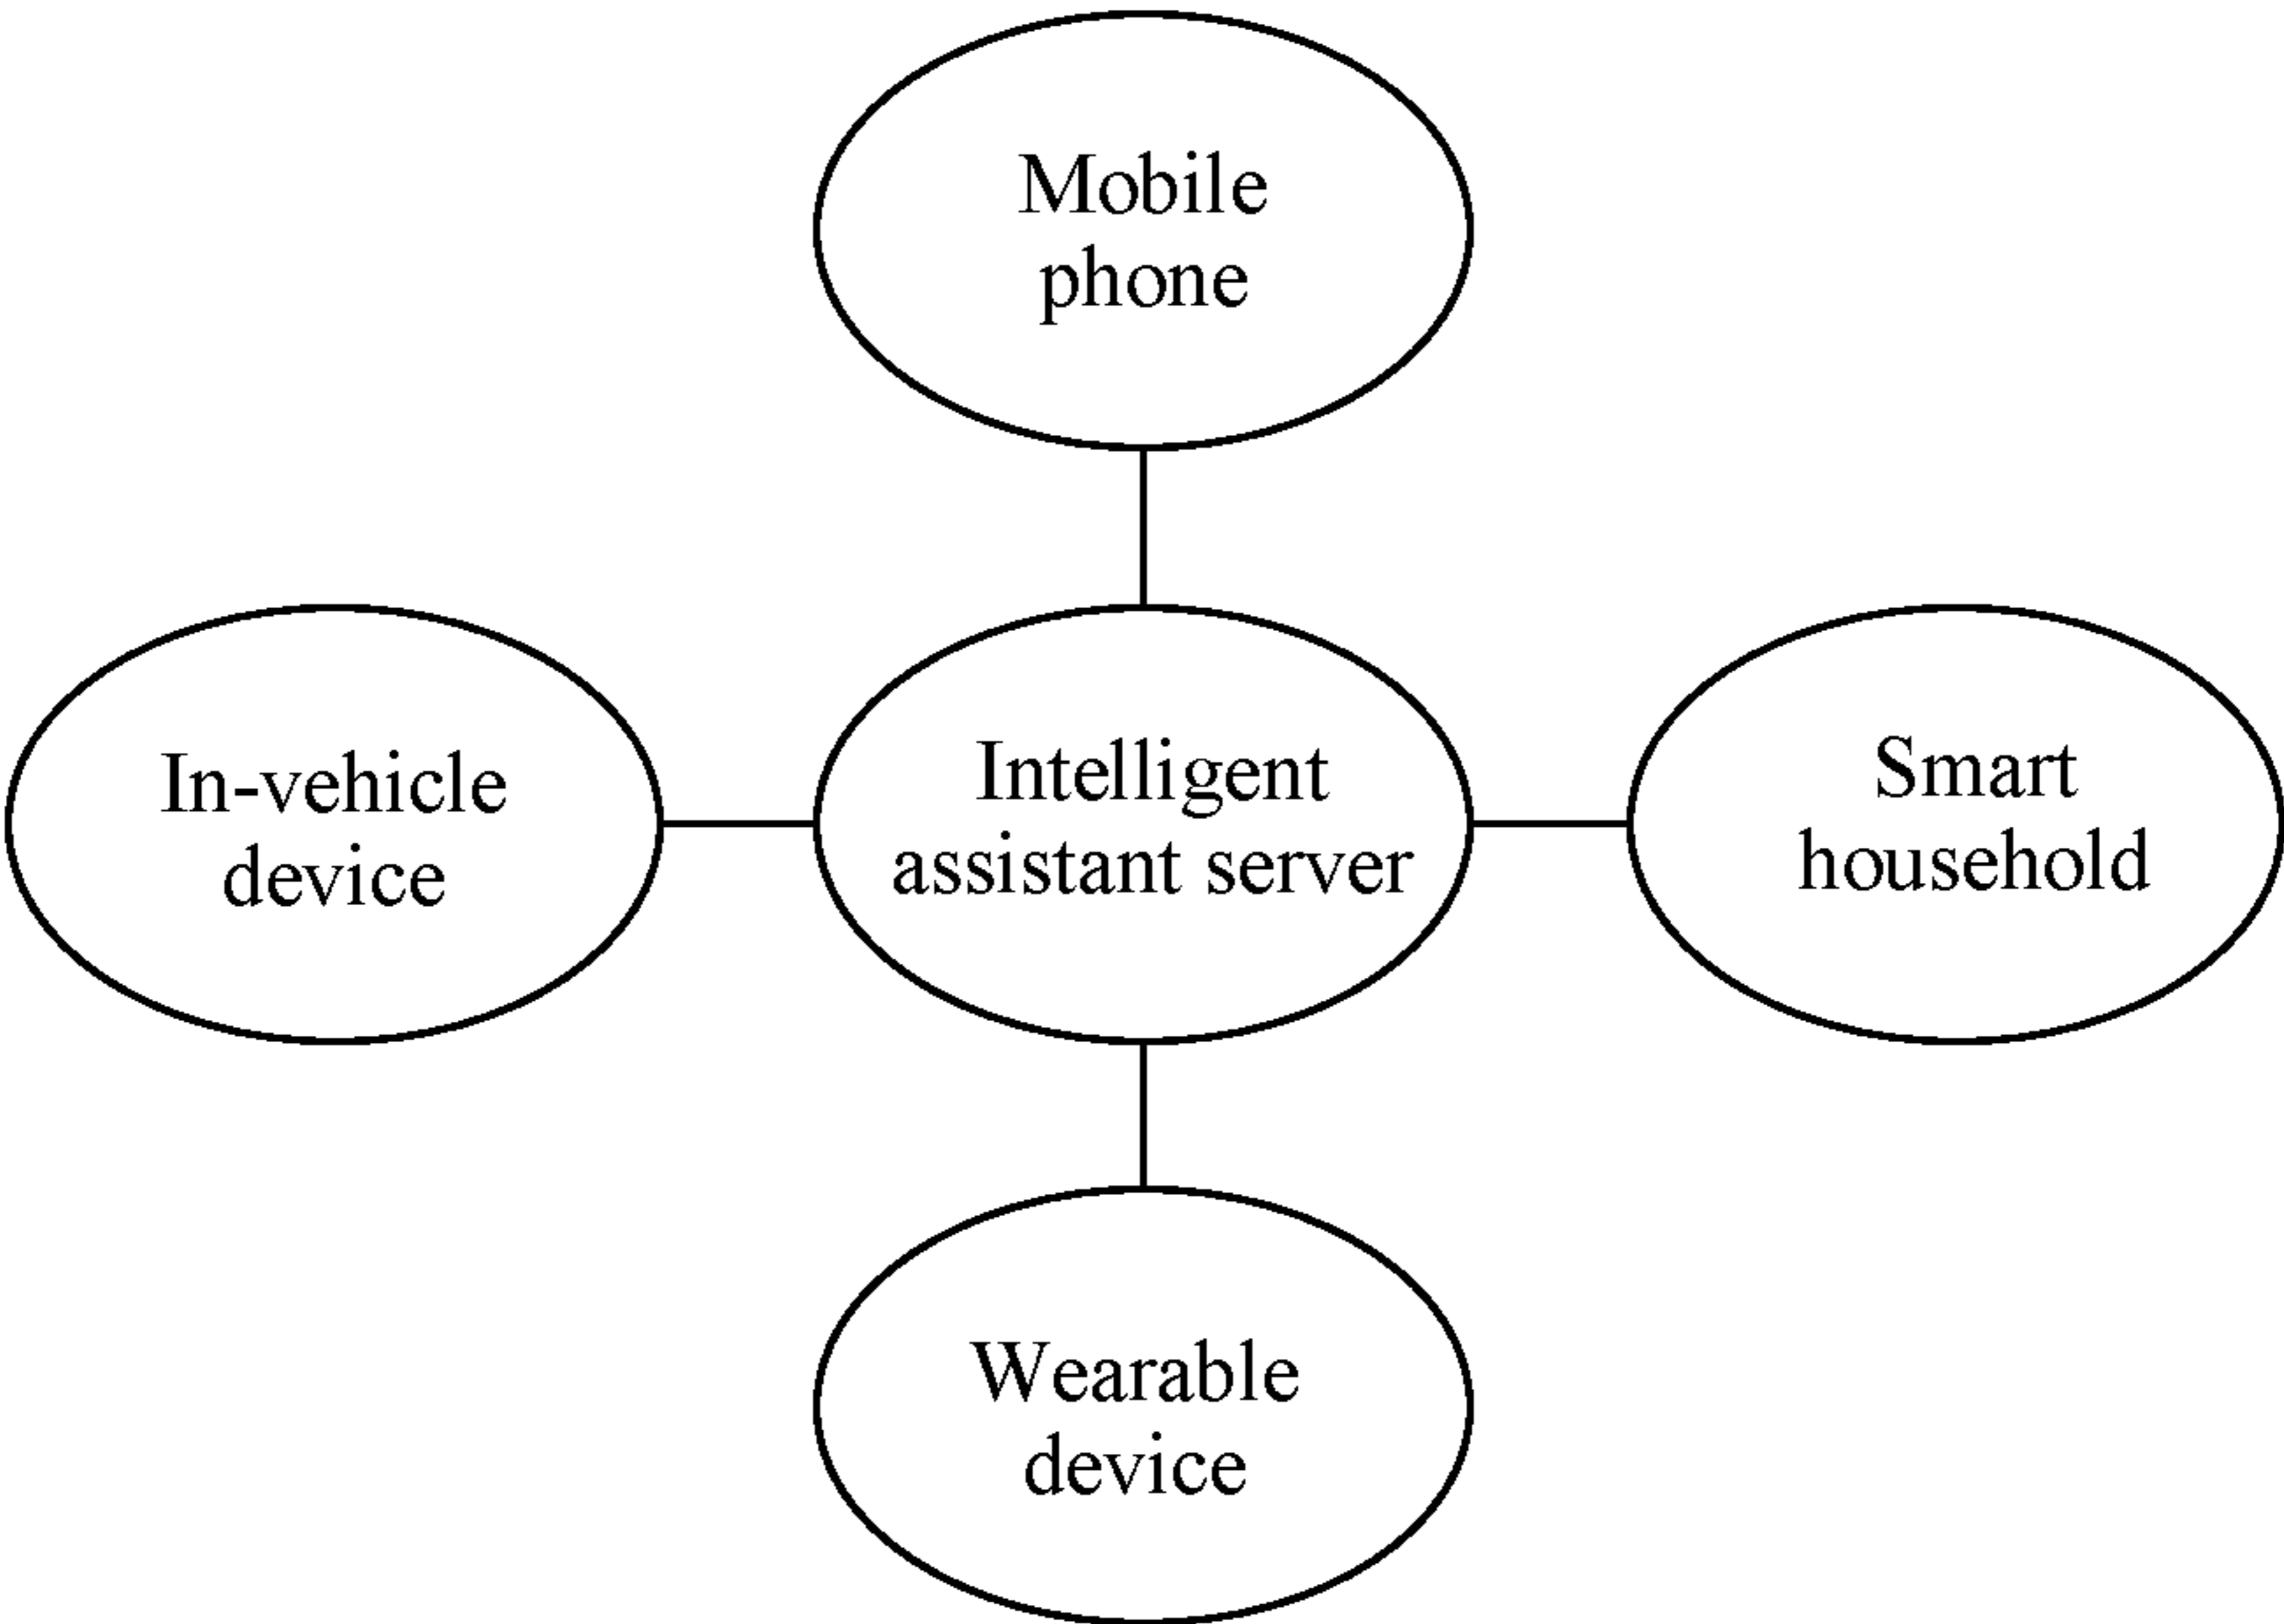 Mobile
phone
In-vehicle
device
Intelligent
assistant server
Smart
household
Wearable
device